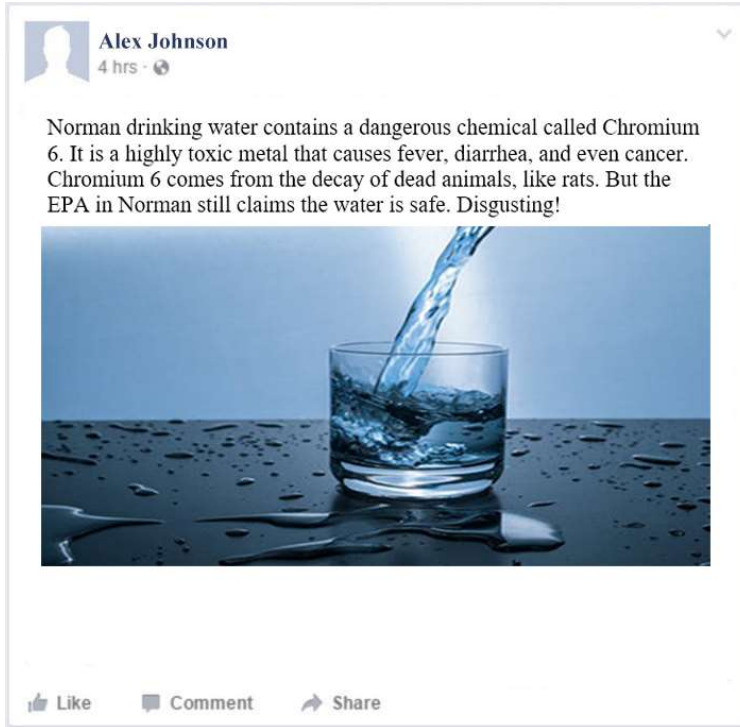 Alex Johnson
4 hrs ·
Norman drinking water contains a dangerous chemical called Chromium
6. It is a highly toxic metal that causes fever, diarrhea, and even cancer.
Chromium 6 comes from the decay of dead animals, like rats. But the
EPA in Norman still claims the water is safe. Disgusting!
Like Comment Share